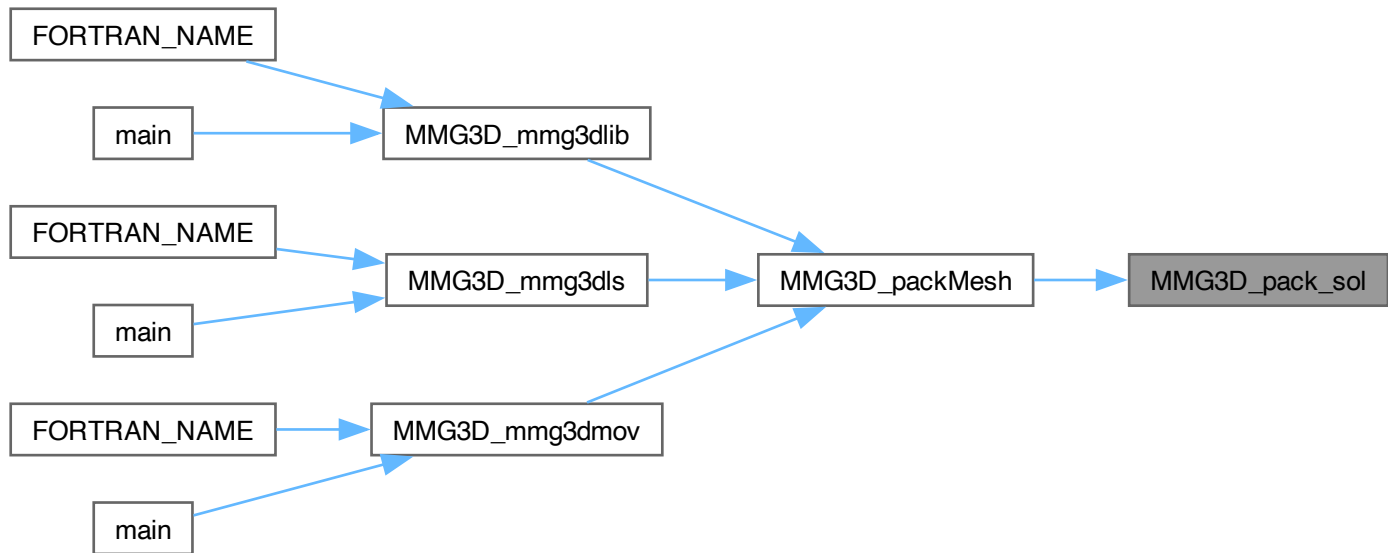 FORTRAN_NAME
main
MMG3D_mmg3dlib
FORTRAN_NAME
main
MMG3D_mmg3dls
MMG3D_packMesh
MMG3D_pack_sol
FORTRAN_NAME
main
MMG3D_mmg3dmov